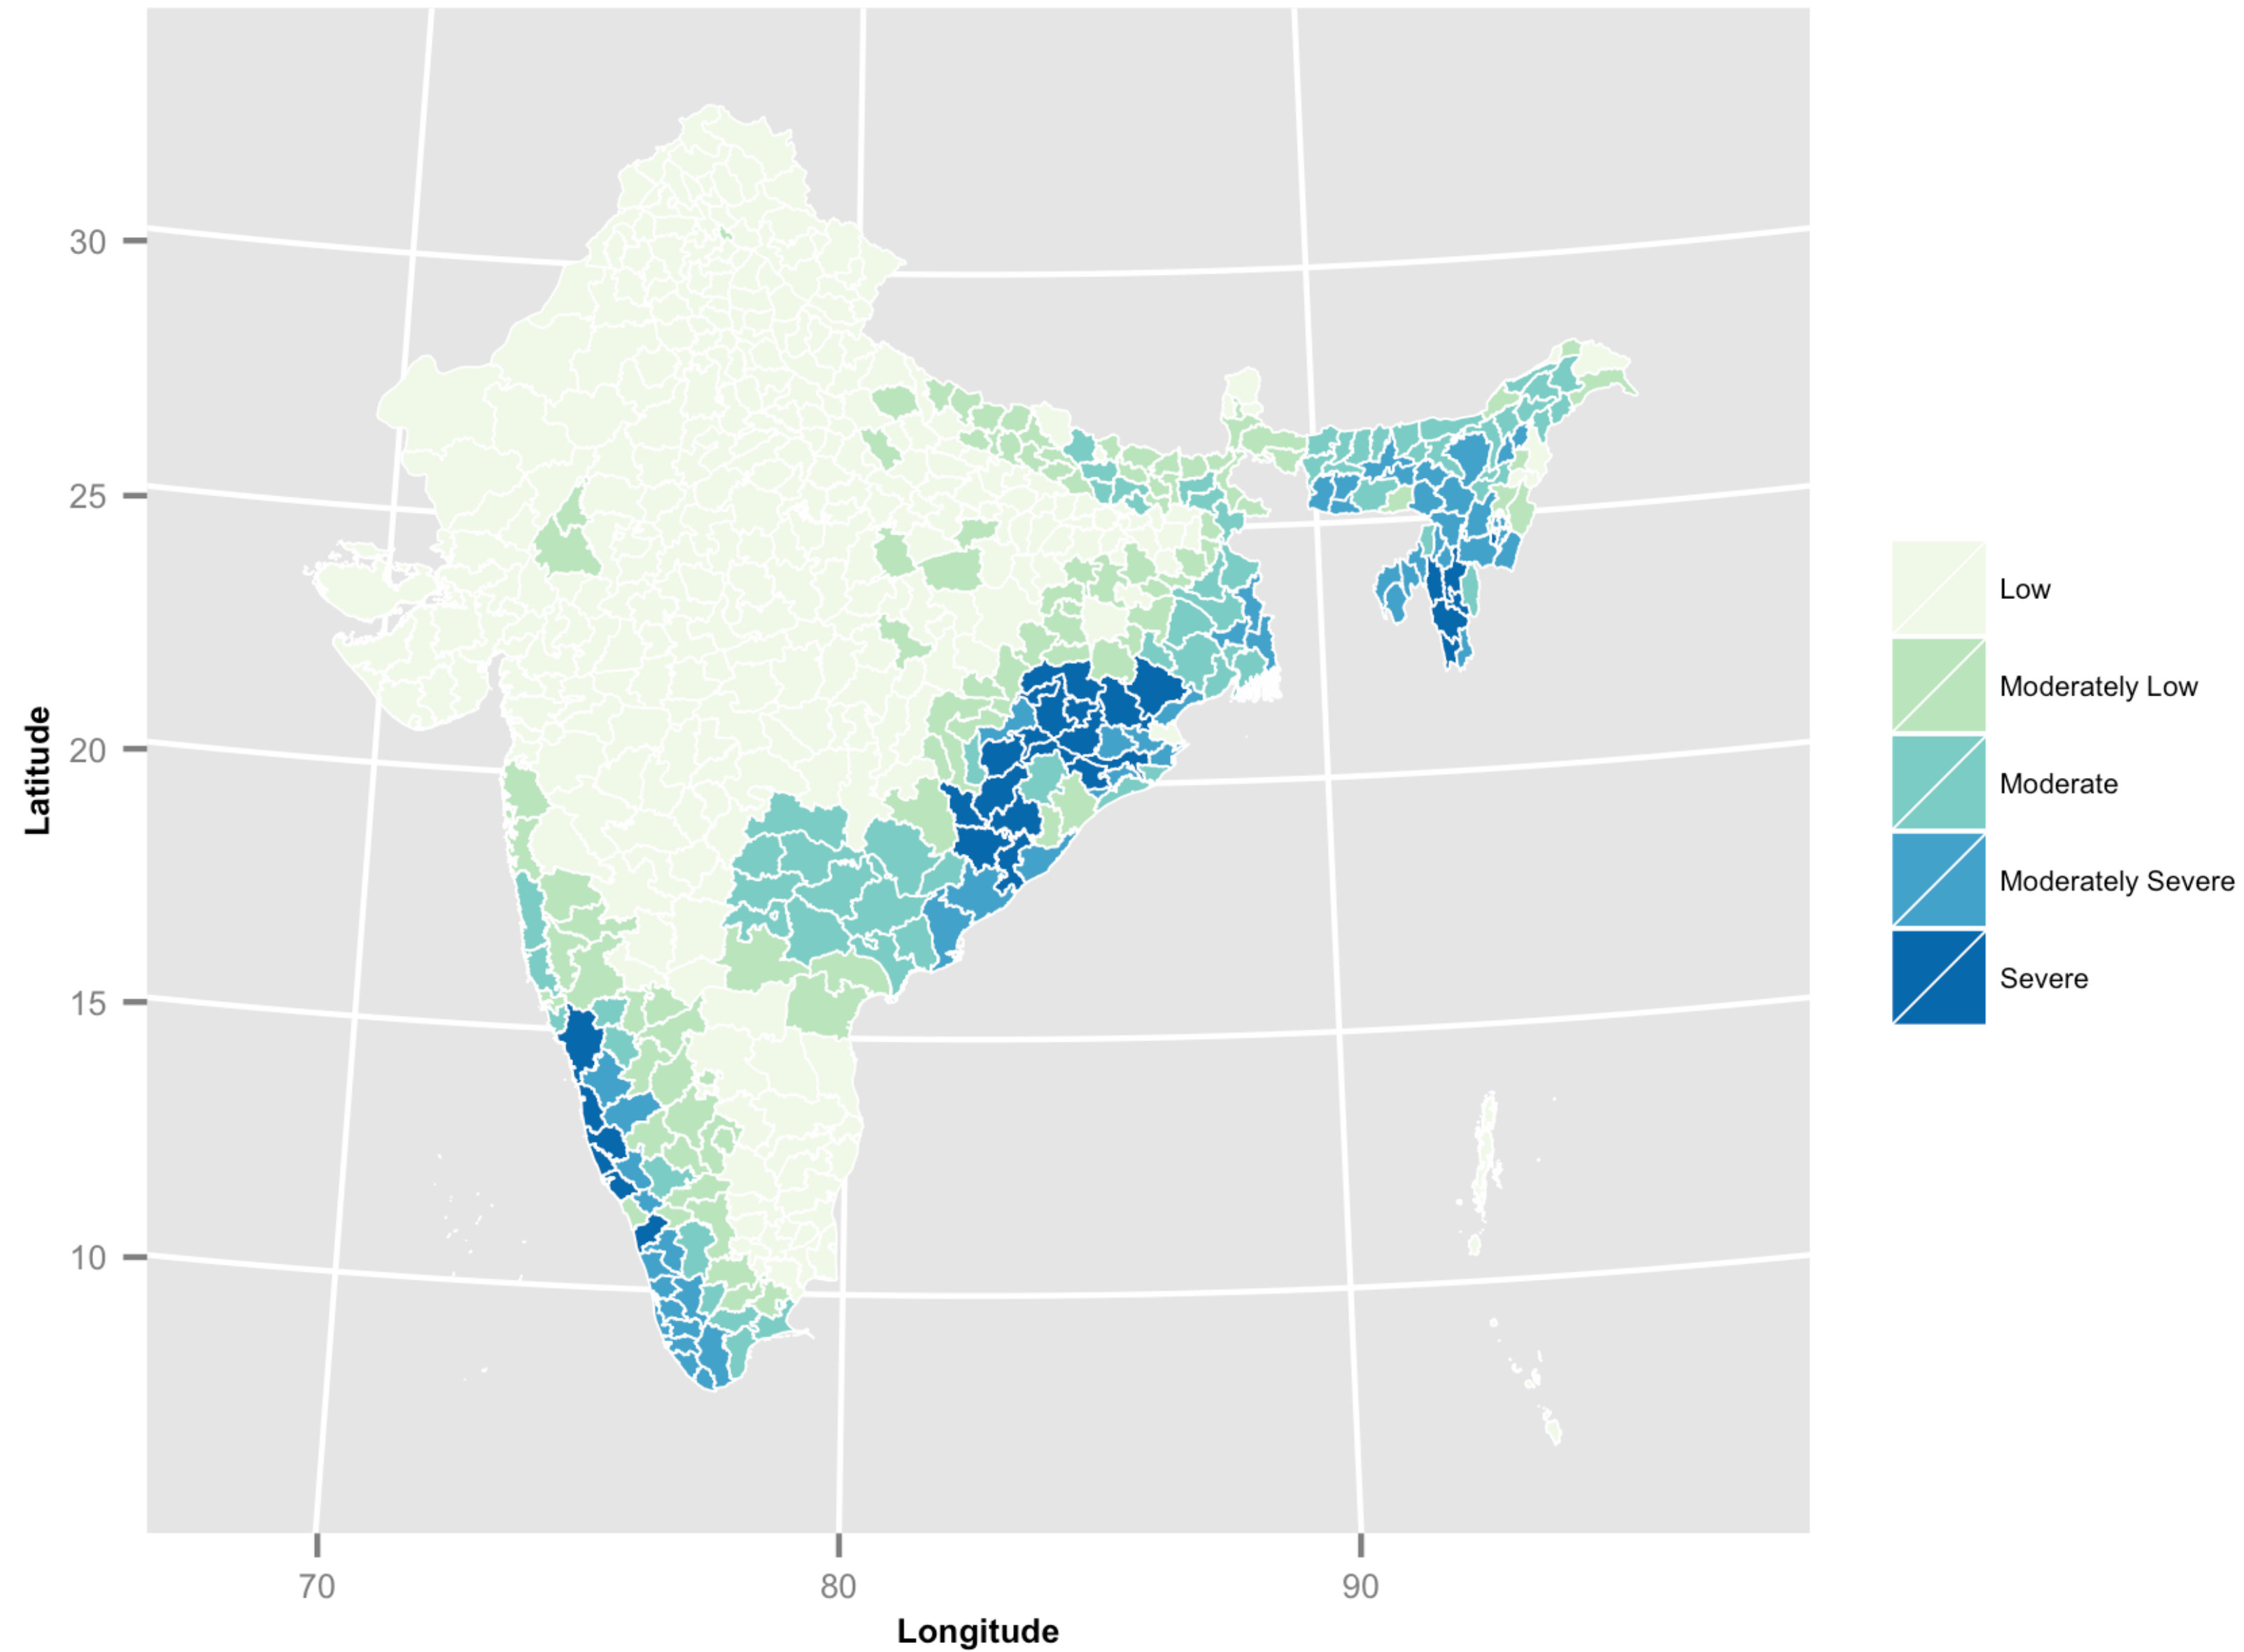 30
25
20
15
10
Latitude
70
80
90
Longitude
Low
Moderately Low
Moderate
Moderately Severe
Severe